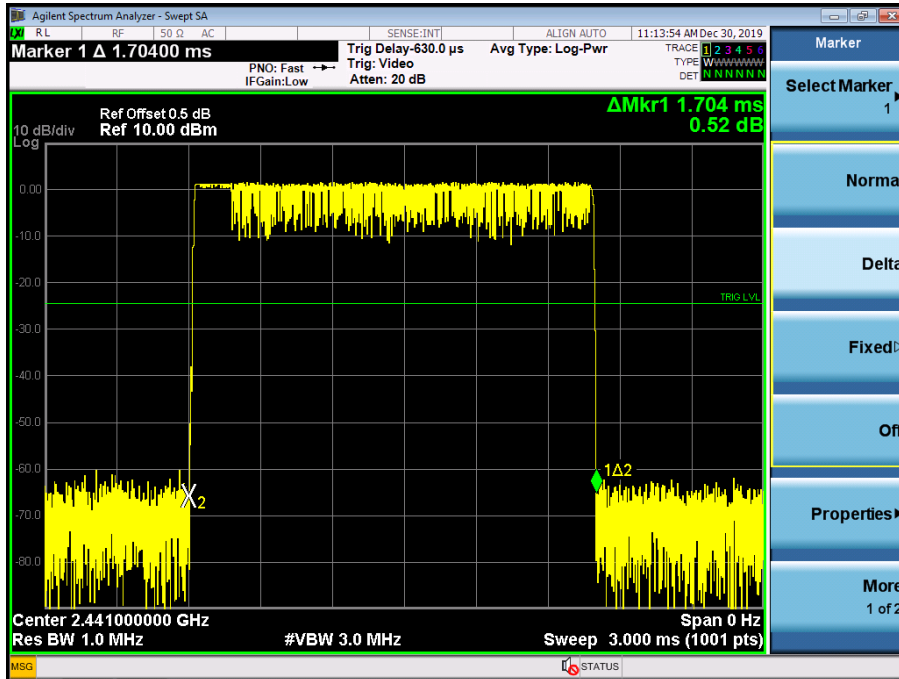 Agilent Spectrum Analyzer - Swept SA
LXI RL RF 50 Ω AC SENSE:INT ALIGN AUTO 11:13:54 AM Dec 30, 2019
Marker 1 Δ 1.70400 ms
PNO: Fast
IFGain:Low
Trig Delay-630.0 µs
Trig: Video
Atten: 20 dB
Avg Type: Log-Pwr
TRACE 1 2 3 4 5 6
TYPE WWWWWW
DET N N N N N N
Marker
Select Marker
1
ΔMkr1 1.704 ms
0.52 dB
Ref Offset 0.5 dB
10 dB/div Ref 10.00 dBm
Log
0.00
-10.0
-20.0
TRIG LVL
-30.0
-40.0
-50.0
-60.0
-70.0
-80.0
1Δ2
2
Norma
Delta
Fixed
Off
Properties
More
1 of 2
Center 2.441000000 GHz Span 0 Hz
Res BW 1.0 MHz #VBW 3.0 MHz Sweep 3.000 ms (1001 pts)
MSG STATUS